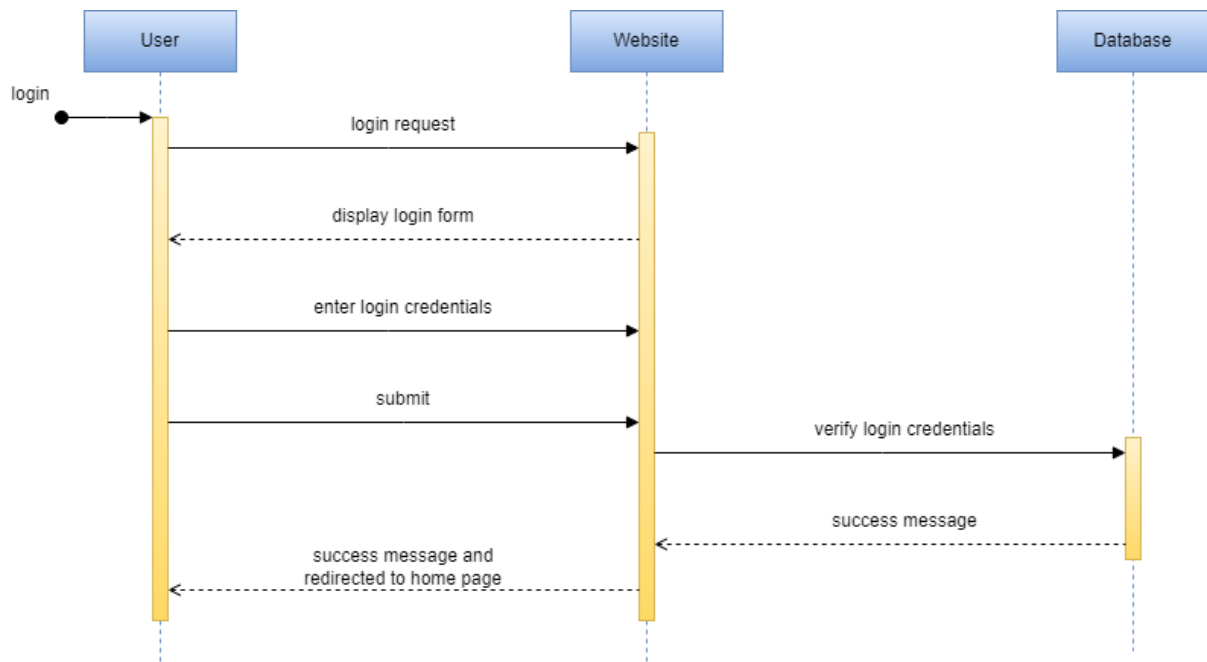 User
Website
Database
login
login request
display login form
enter login credentials
submit
verify login credentials
success message
success message and
redirected to home page